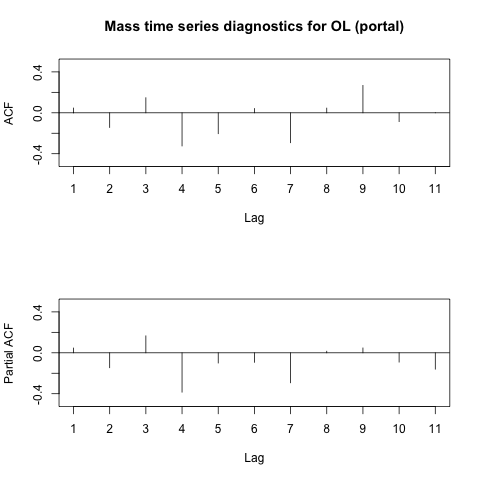 Mass time series diagnostics for OL (portal)
ACF
0.4
0.0
-0.4
1 2 3 4 5 6 7 8 9 10 11
Lag
Partial ACF
0.4
0.0
-0.4
1 2 3 4 5 6 7 8 9 10 11
Lag